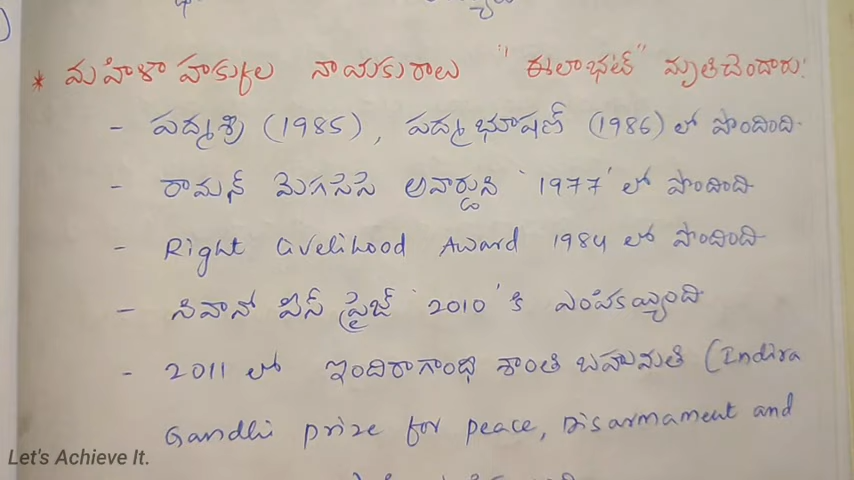 * మహిళా హక్కుల నాయకురాలు "ఈలాభట్" మృతిచెందారు.
- పద్మశ్రీ (1985), పద్మభూషణ్ (1986) లో పొందింది.
- రామన్ మెగసెసె అవార్డుని '1977' లో పొందింది
- Right Livelihood Award 1984 లో పొందింది
- నివానో పీస్ ప్రైజ్ '2010' కి ఎంపికయ్యింది
- 2011 లో ఇందిరాగాంధీ శాంతి బహుమతి (Indira
Gandhi prize for peace, Disarmament and
Let's Achieve It.